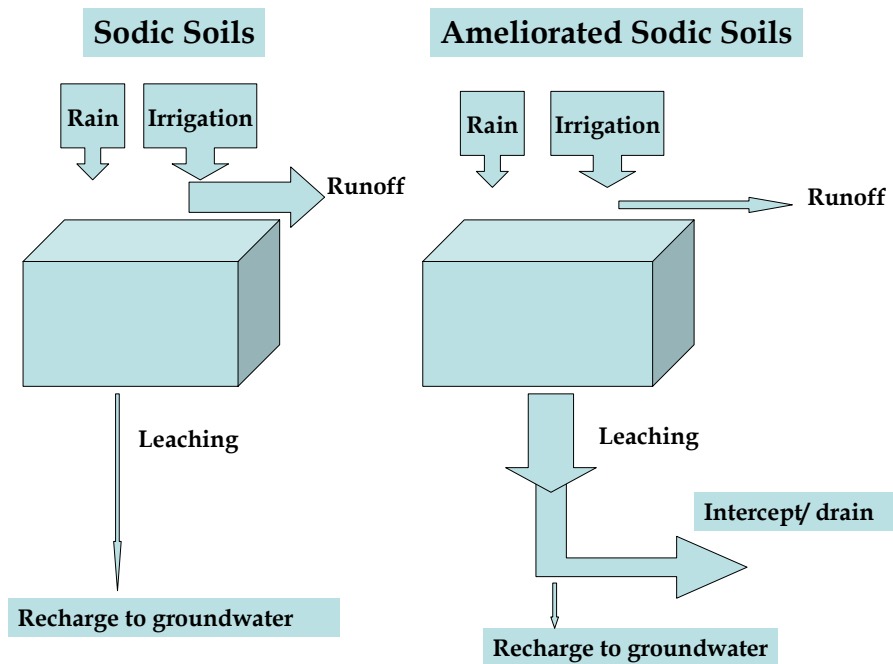 Sodic Soils
Rain
Irrigation
Runoff
Leaching
Recharge to groundwater
Ameliorated Sodic Soils
Rain
Irrigation
Runoff
Leaching
Intercept/ drain
Recharge to groundwater